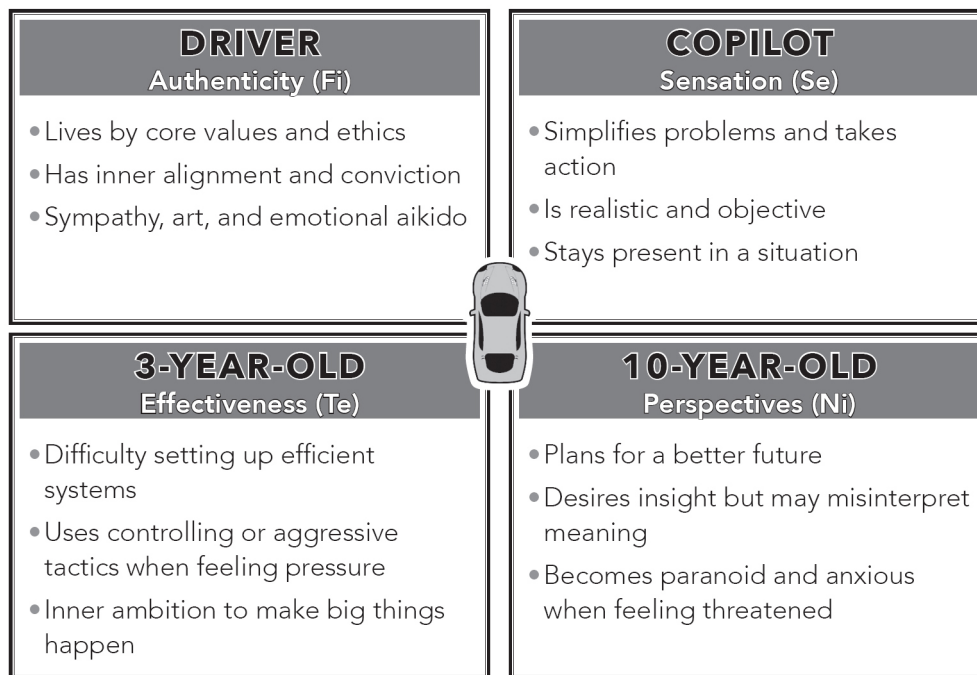 DRIVER
Authenticity (Fi)
•Lives by core values and ethics
•Has inner alignment and conviction
•Sympathy, art, and emotional aikido
COPILOT
Sensation (Se)
•Simplifies problems and takes
action
•Is realistic and objective
•Stays present in a situation
3-YEAR-OLD
Effectiveness (Te)
•Difficulty setting up efficient
systems
•Uses controlling or aggressive
tactics when feeling pressure
•Inner ambition to make big things
happen
10-YEAR-OLD
Perspectives (Ni)
•Plans for a better future
•Desires insight but may misinterpret
meaning
•Becomes paranoid and anxious
when feeling threatened